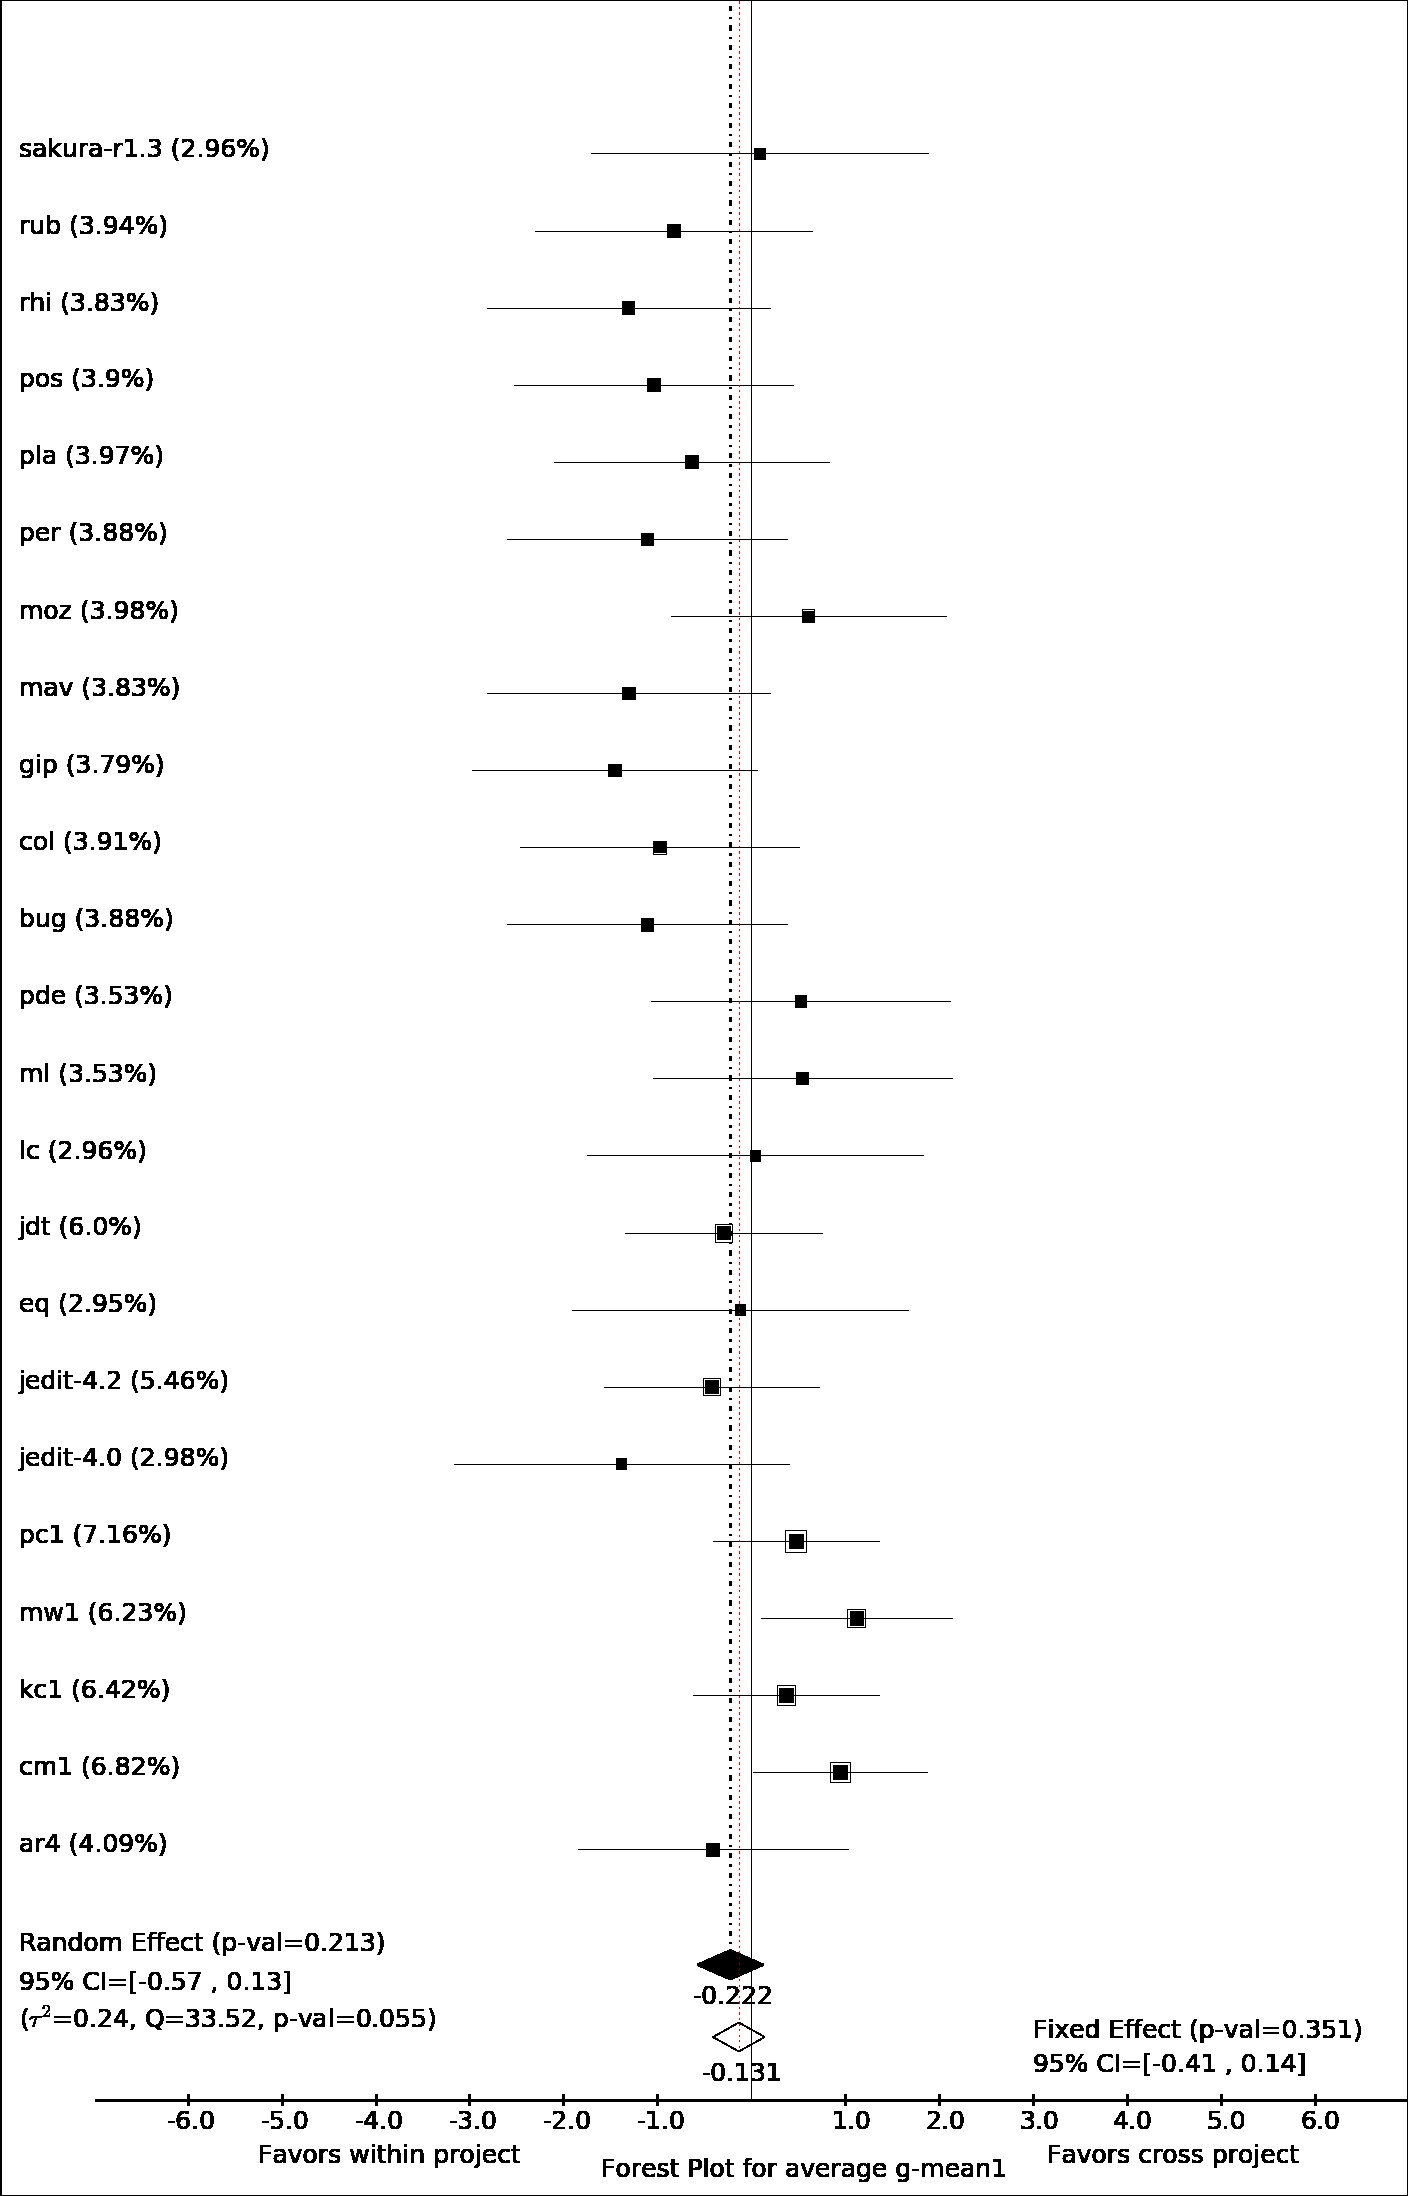 sakura-r1.3 (2.96%)
rub (3.94%)
rhi (3.83%)
pos (3.9%)
pla (3.97%)
per (3.88%)
moz (3.98%)
mav (3.83%)
gip (3.79%)
col (3.91%)
bug (3.88%)
pde (3.53%)
ml (3.53%)
lc (2.96%)
jdt (6.0%)
eq (2.95%)
jedit-4.2 (5.46%)
jedit-4.0 (2.98%)
pc1 (7.16%)
mw1 (6.23%)
kc1 (6.42%)
cm1 (6.82%)
ar4 (4.09%)
Random Effect (p-val=0.213)
95% CI=[-0.57 , 0.13]
(τ²=0.24, Q=33.52, p-val=0.055)
-0.222
Fixed Effect (p-val=0.351)
95% CI=[-0.41 , 0.14]
-0.131
-6.0 -5.0 -4.0 -3.0 -2.0 -1.0 1.0 2.0 3.0 4.0 5.0 6.0
Favors within project
Forest Plot for average g-mean1
Favors cross project